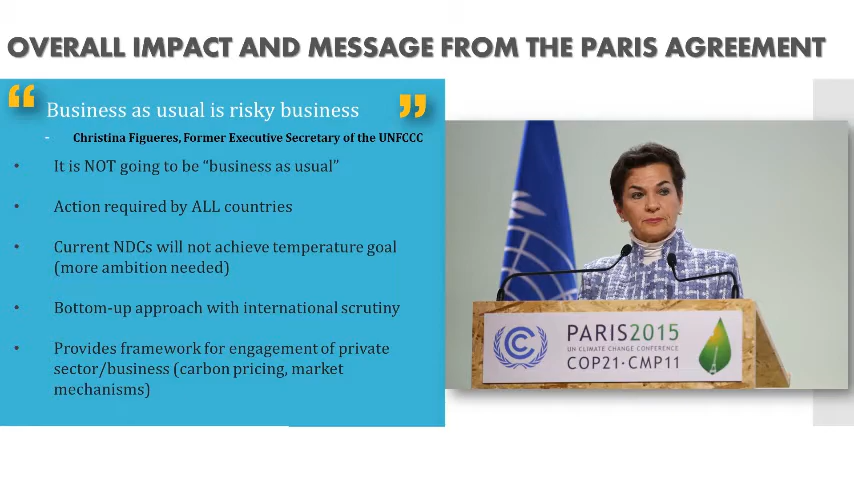 OVERALL IMPACT AND MESSAGE FROM THE PARIS AGREEMENT
“ Business as usual is risky business ”
- Christina Figueres, Former Executive Secretary of the UNFCCC
• It is NOT going to be “business as usual”
• Action required by ALL countries
• Current NDCs will not achieve temperature goal
(more ambition needed)
• Bottom-up approach with international scrutiny
• Provides framework for engagement of private
sector/business (carbon pricing, market
mechanisms)
PARIS2015
UN CLIMATE CHANGE CONFERENCE
COP21·CMP11